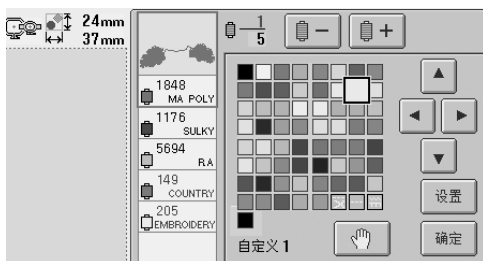 24mm
37mm
1
5
−
+
1848
MA POLY
1176
SULKY
5694
RA
149
COUNTRY
205
EMBROIDERY
设置
自定义 1
确定